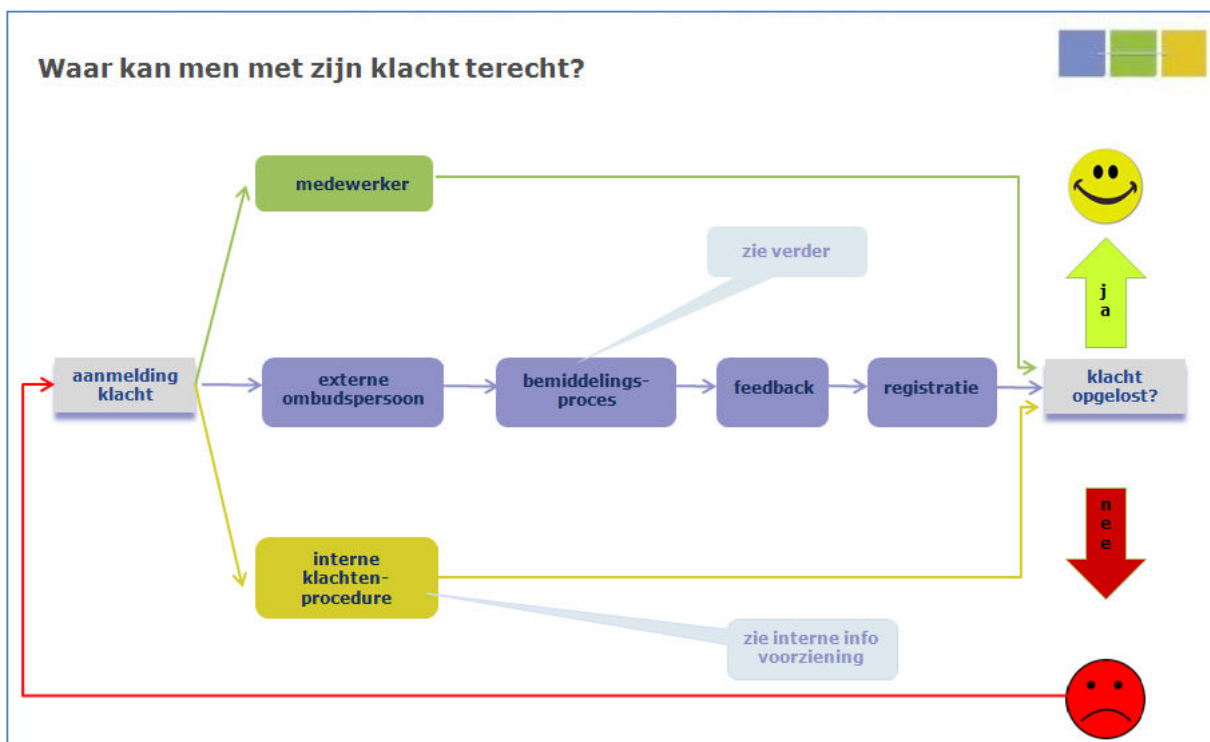 Waar kan men met zijn klacht terecht?
medewerker
zie verder
j
a
aanmelding
klacht
externe
ombudspersoon
bemiddelings-
proces
feedback
registratie
klacht
opgelost?
n
e
e
interne
klachten-
procedure
zie interne info
voorziening